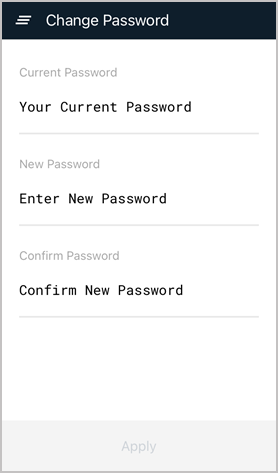 Change Password
Current Password
Your Current Password
New Password
Enter New Password
Confirm Password
Confirm New Password
Apply